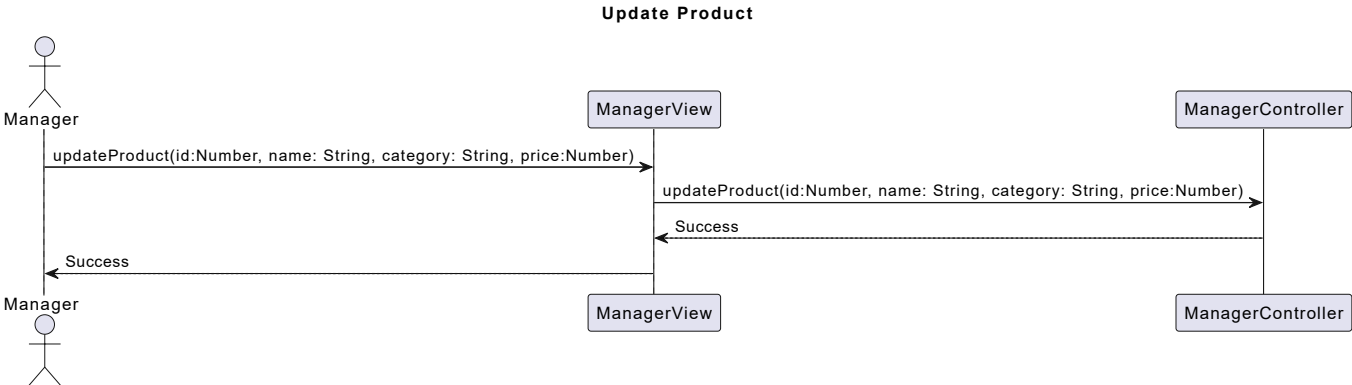 Update Product
Manager
ManagerView
ManagerController
updateProduct(id:Number, name: String, category: String, price:Number)
updateProduct(id:Number, name: String, category: String, price:Number)
Success
Success
Manager
ManagerView
ManagerController